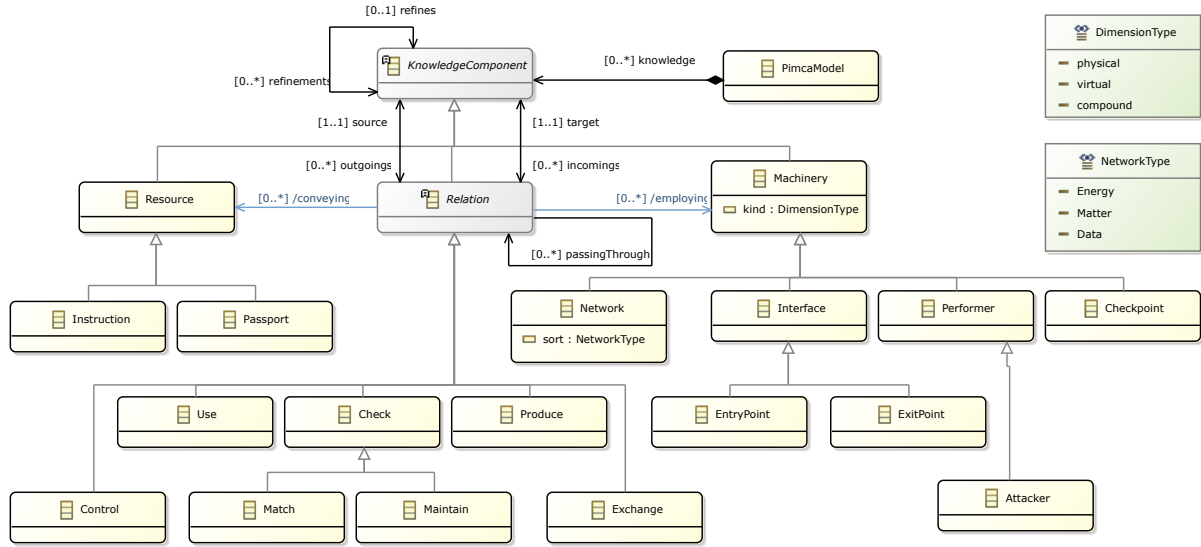 [0..1] refines
KnowledgeComponent
[0..*] refinements
[0..*] knowledge
PimcaModel
DimensionType
physical
virtual
compound
[1..1] source
[1..1] target
[0..*] outgoings
[0..*] incomings
NetworkType
Energy
Matter
Data
Resource
[0..*] /conveying
Relation
[0..*] /employing
Machinery
kind : DimensionType
[0..*] passingThrough
Instruction
Passport
Network
sort : NetworkType
Interface
Performer
Checkpoint
Use
Check
Produce
EntryPoint
ExitPoint
Control
Match
Maintain
Exchange
Attacker